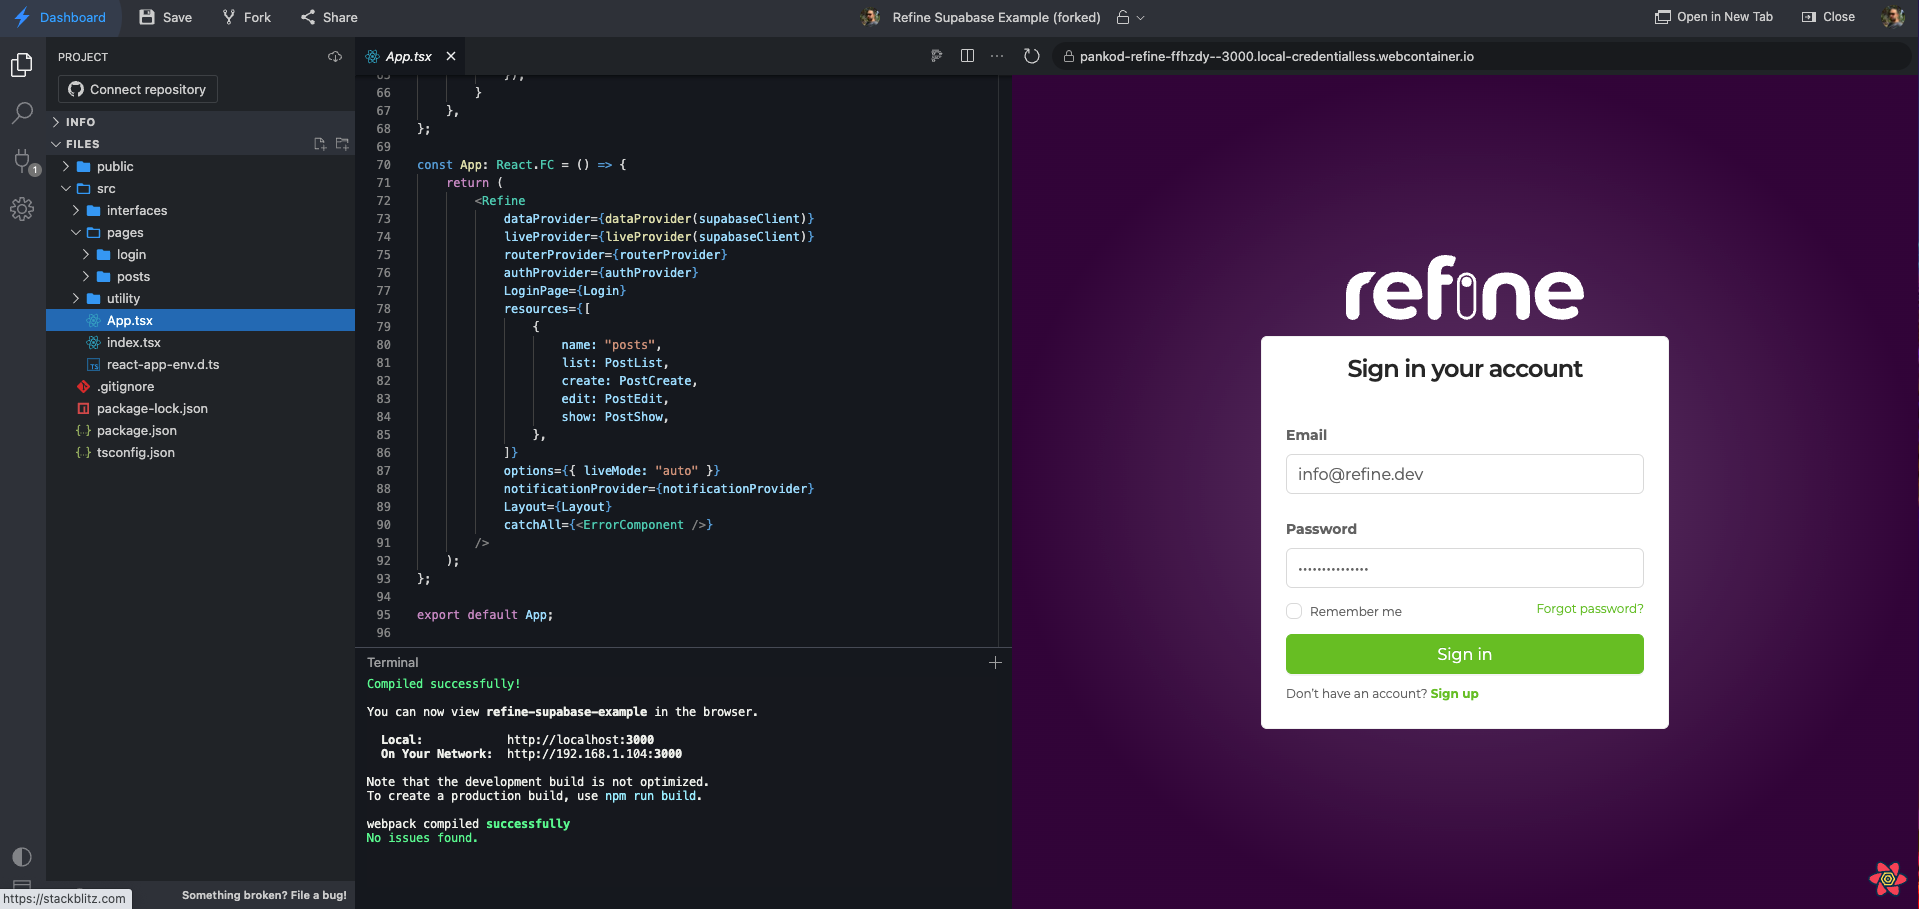 Dashboard
Save
Fork
Share
Refine Supabase Example (forked)
Open in New Tab
Close
PROJECT
Connect repository
INFO
FILES
public
src
interfaces
pages
login
posts
utility
App.tsx
index.tsx
react-app-env.d.ts
.gitignore
package-lock.json
package.json
tsconfig.json
1
Something broken? File a bug!
https://stackblitz.com
App.tsx
65 });
66 }
67 },
68 };
69
70 const App: React.FC = () => {
71 return (
72 <Refine
73 dataProvider={dataProvider(supabaseClient)}
74 liveProvider={liveProvider(supabaseClient)}
75 routerProvider={routerProvider}
76 authProvider={authProvider}
77 LoginPage={Login}
78 resources={[
79 {
80 name: "posts",
81 list: PostList,
82 create: PostCreate,
83 edit: PostEdit,
84 show: PostShow,
85 },
86 ]}
87 options={{ liveMode: "auto" }}
88 notificationProvider={notificationProvider}
89 Layout={Layout}
90 catchAll={<ErrorComponent />}
91 />
92 );
93 };
94
95 export default App;
96
Terminal
Compiled successfully!
You can now view refine-supabase-example in the browser.
Local: http://localhost:3000
On Your Network: http://192.168.1.104:3000
Note that the development build is not optimized.
To create a production build, use npm run build.
webpack compiled successfully
No issues found.
pankod-refine-ffhzdy--3000.local-credentialless.webcontainer.io
refine
Sign in your account
Email
info@refine.dev
Password
Remember me
Forgot password?
Sign in
Don't have an account? Sign up